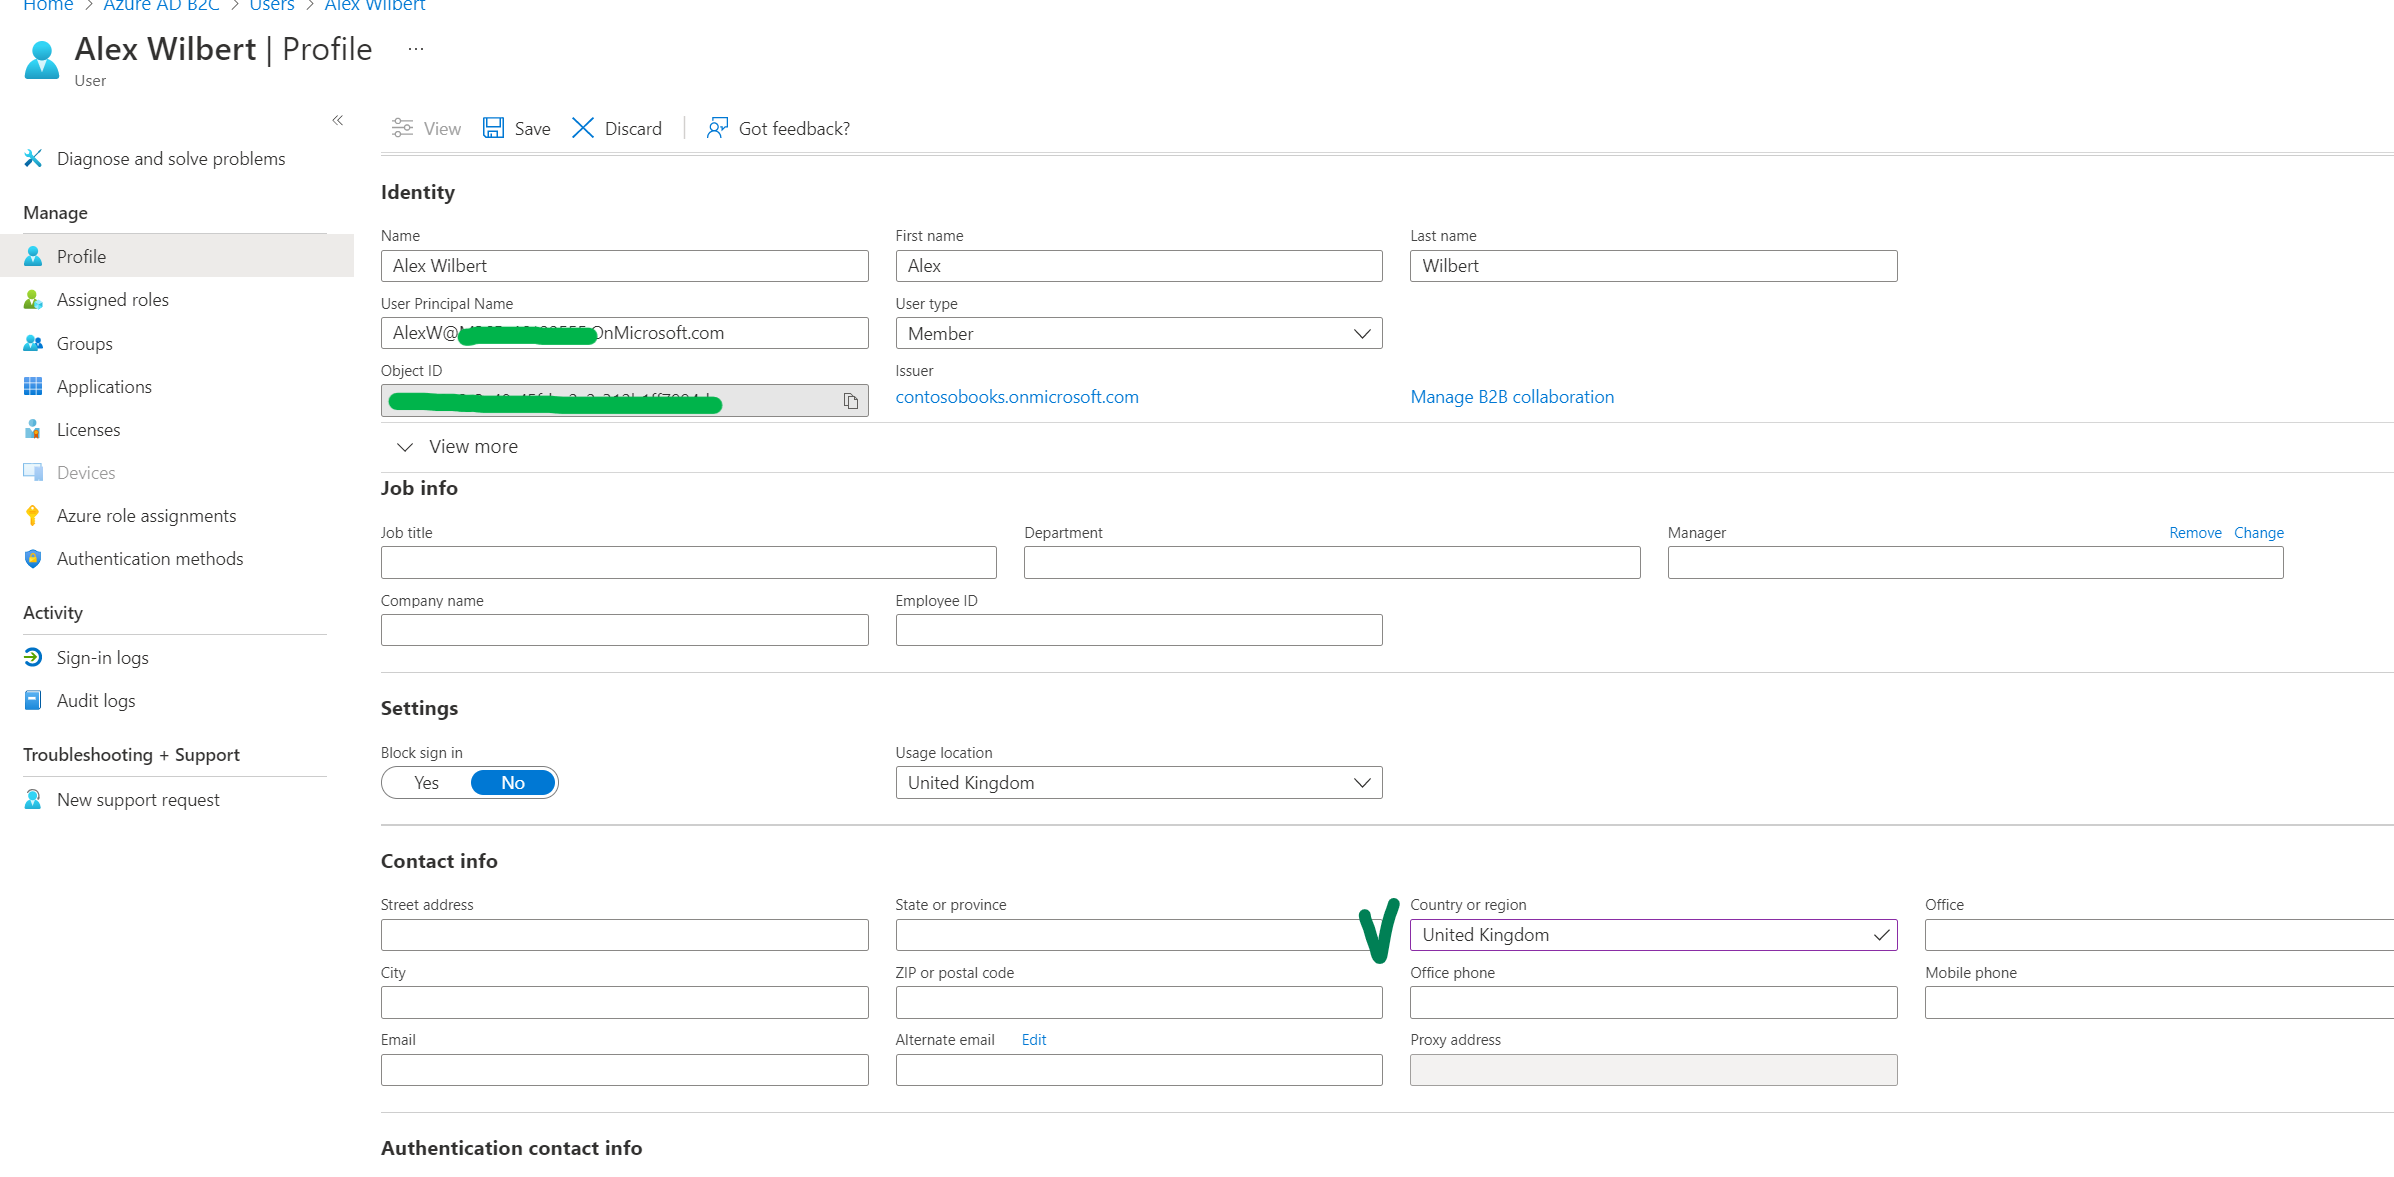 Home > Azure AD B2C > Users > Alex Wilbert
Alex Wilbert | Profile ...
User
«
View Save Discard | Got feedback?
Diagnose and solve problems
Manage
Profile
Assigned roles
Groups
Applications
Licenses
Devices
Azure role assignments
Authentication methods
Activity
Sign-in logs
Audit logs
Troubleshooting + Support
New support request
Identity
Name First name Last name
Alex Wilbert Alex Wilbert
User Principal Name User type
AlexW@ OnMicrosoft.com Member
Object ID Issuer
contosobooks.onmicrosoft.com Manage B2B collaboration
View more
Job info
Job title Department Manager Remove Change
Company name Employee ID
Settings
Block sign in Usage location
Yes No United Kingdom
Contact info
Street address State or province Country or region Office
United Kingdom
City ZIP or postal code Office phone Mobile phone
Email Alternate email Edit Proxy address
Authentication contact info